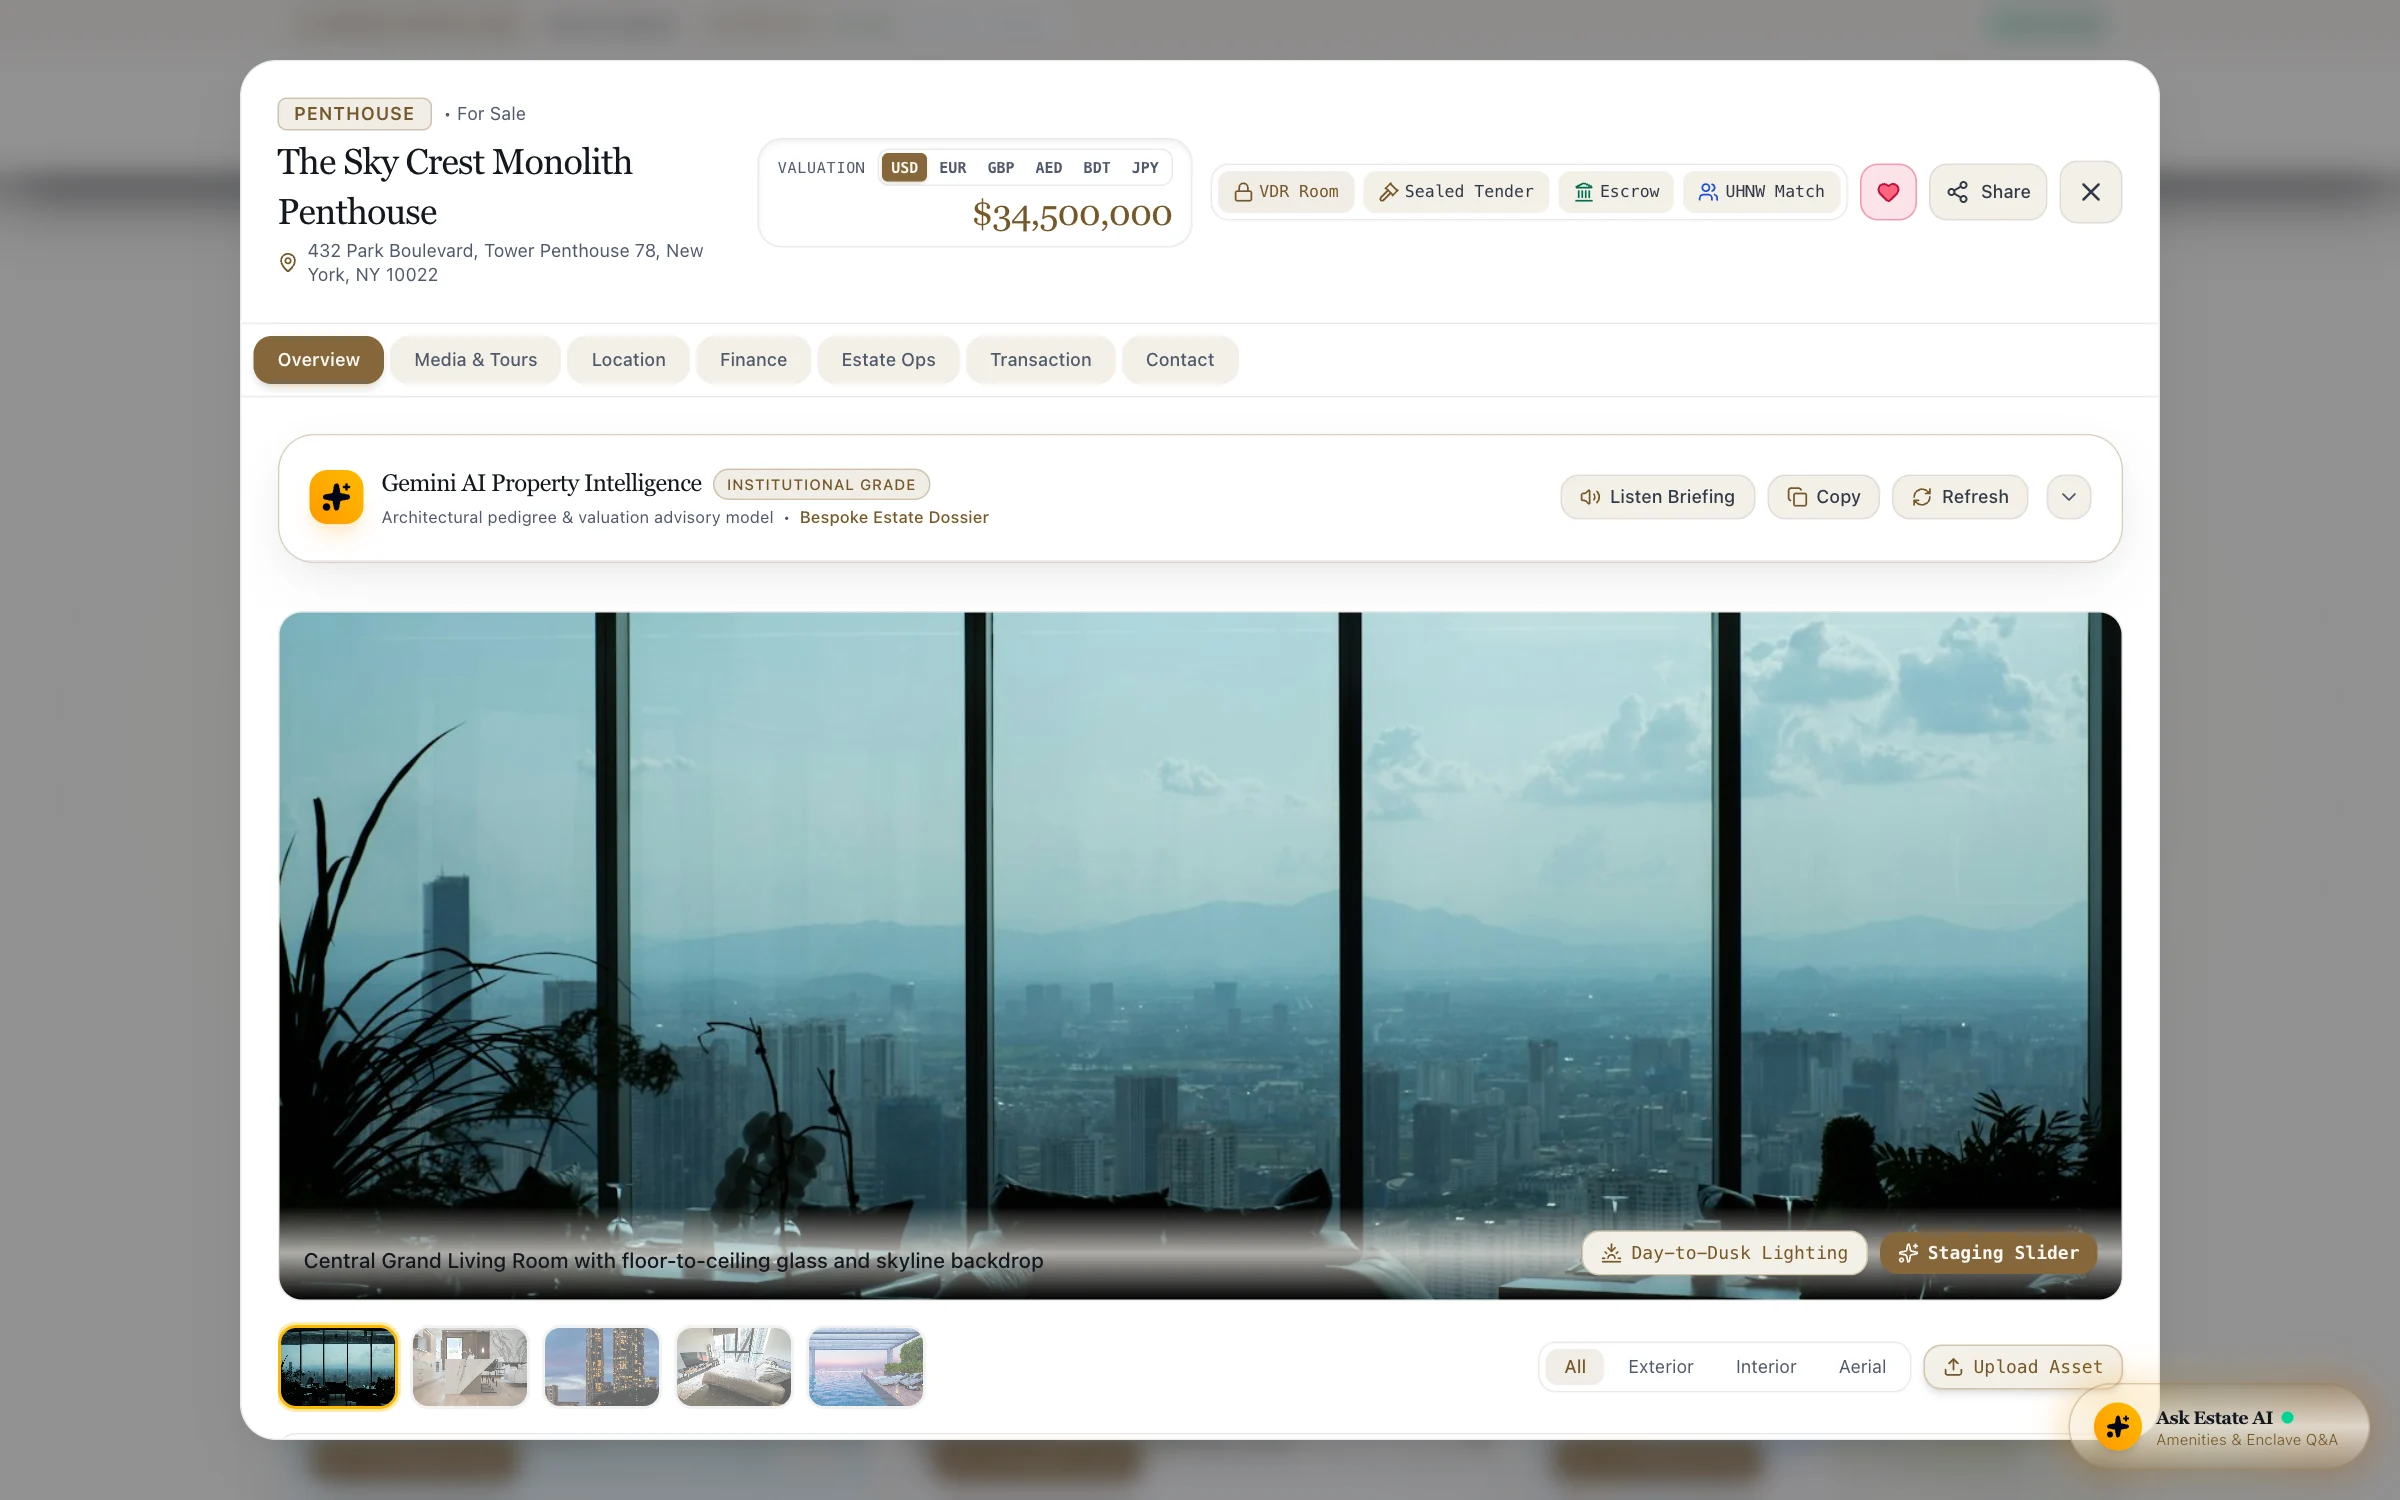 PENTHOUSE • For Sale
The Sky Crest Monolith
Penthouse
432 Park Boulevard, Tower Penthouse 78, New
York, NY 10022
VALUATION USD EUR GBP AED BDT JPY
$34,500,000
VDR Room Sealed Tender Escrow UHNW Match Share
Overview Media & Tours Location Finance Estate Ops Transaction Contact
Gemini AI Property Intelligence INSTITUTIONAL GRADE
Architectural pedigree & valuation advisory model • Bespoke Estate Dossier
Listen Briefing Copy Refresh
Central Grand Living Room with floor-to-ceiling glass and skyline backdrop
Day-to-Dusk Lighting Staging Slider
All Exterior Interior Aerial Upload Asset
Ask Estate AI
Amenities & Enclave Q&A